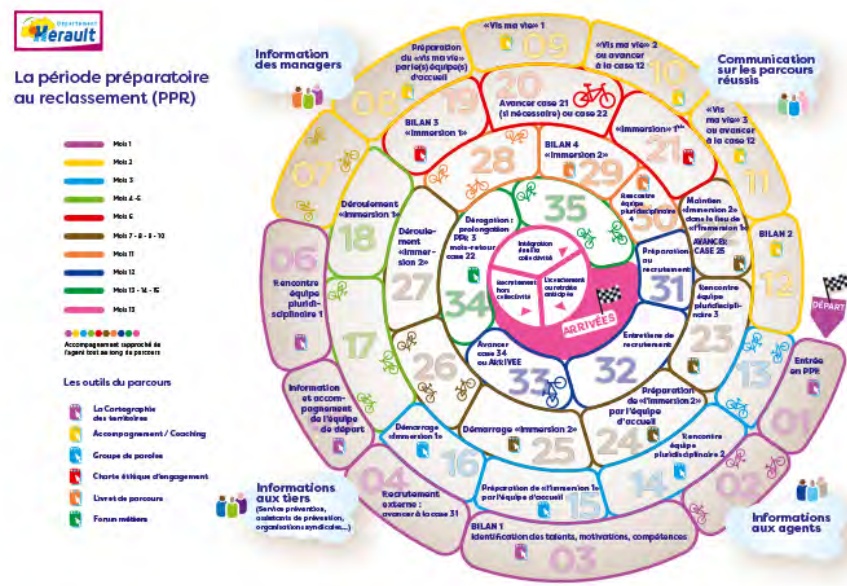 Département
Hérault
La période préparatoire
au reclassement (PPR)
Mois 1
Mois 2
Mois 3
Mois 4 -5
Mois 6
Mois 7 - 8 - 9 - 10
Mois 11
Mois 12
Mois 13 - 14 - 15
Mois 13
Accompagnement rapproché de
l'agent tout au long du parcours
Les outils du parcours
La Cartographie
des territoires
Accompagnement / Coaching
Groupe de paroles
Charte éthique d'engagement
Livret de parcours
Forum métiers
Information
des managers
Communication
sur les parcours
réussis
Informations
aux tiers
(Service prévention,
assistants de prévention,
organisations syndicales,...)
Informations
aux agents
DÉPART
Entrée
en PPR
01
02
BILAN 1
Identification des talents, motivations, compétences
03
Recrutement
externe :
avancer à la case 31
04
Information
et accom-
pagnement
de l'équipe
de départ
Rencontre
équipe
pluridi-
sciplinaire 1
06
07
Préparation
du «vis ma vie»
par le(s) équipe(s)
d'accueil
08
«Vis ma vie» 1
09
«Vis ma vie» 2
ou avancer
à la case 12
10
«Vis
ma vie» 3
ou avancer
à la case 12
11
BILAN 2
12
13
Rencontre
équipe
pluridisciplinaire 2
14
Préparation de «l'immersion 1»
par l'équipe d'accueil
15
Démarrage
«Immersion 1»
16
17
Déroulement
«Immersion 1»
18
BILAN 3
«Immersion 1»
19
20
Avancer case 21
(si nécessaire) ou case 22
«Immersion» 1bis
21
Maintien
«Immersion 2»
dans le lieu de
«l'Immersion 1»
AVANCEZ
CASE 25
22
Rencontre
équipe
pluridiscipli-
naire 3
23
Préparation
de «l'immersion 2»
par l'équipe
d'accueil
24
Démarrage «Immersion 2»
25
26
Déroule-
ment
«Immer-
sion 2»
27
28
BILAN 4
«Immersion 2»
29
Rencontre
équipe
pluridisciplinaire
30
Préparation
au
recrutement
31
Entretiens de
recrutement
32
Avancer
case 34
ou ARRIVÉE
33
Dérogation :
prolongation
PPR 3
mois-retour
case 22
34
35
Intégration
dans la
collectivité
Recrutement
hors
collectivité
Licenciement
ou retraite
anticipée
ARRIVÉES